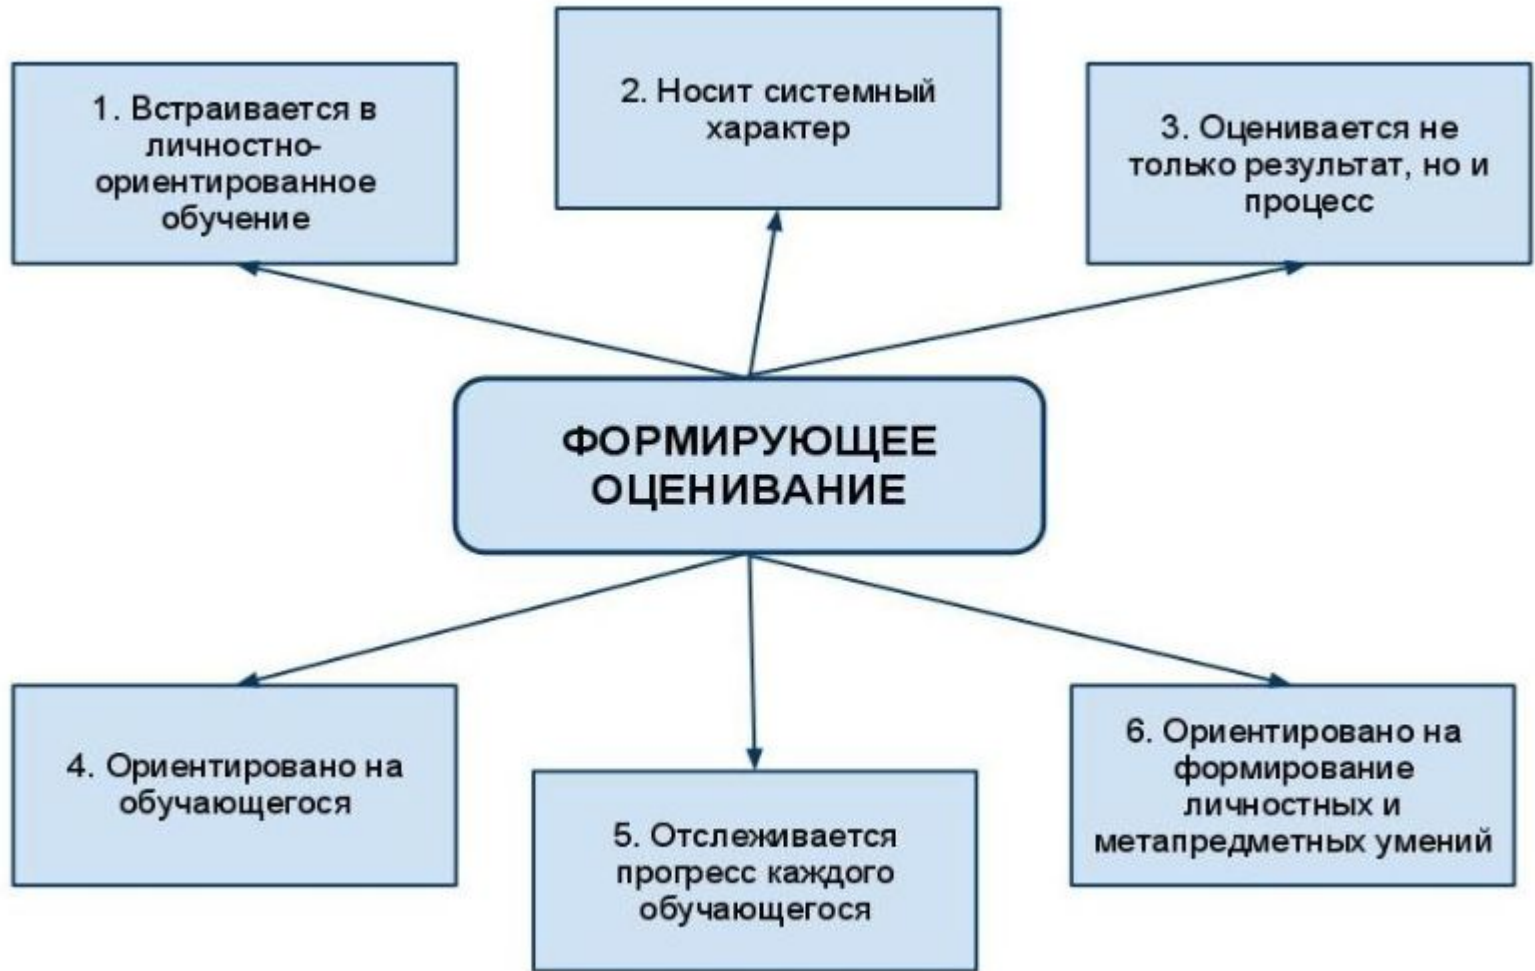 1. Встраивается в
личностно-
ориентированное
обучение
2. Носит системный
характер
3. Оценивается не
только результат, но и
процесс
ФОРМИРУЮЩЕЕ
ОЦЕНИВАНИЕ
4. Ориентировано на
обучающегося
5. Отслеживается
прогресс каждого
обучающегося
6. Ориентировано на
формирование
личностных и
метапредметных умений